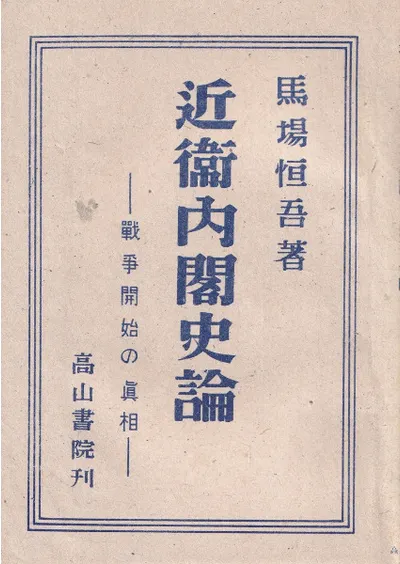 馬場恒吾著
近衞内閣史論
—戰爭開始の眞相—
高山書院刊